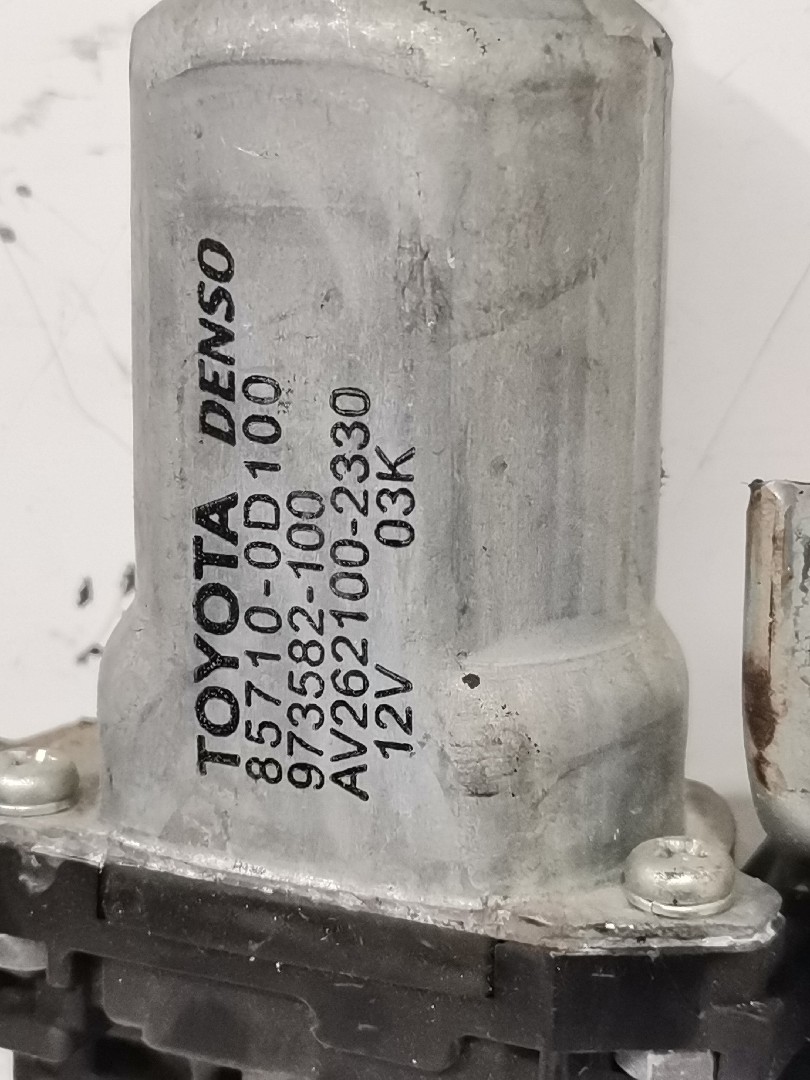 TOYOTA DENSO
85710-0D100
973582-100
AV262100-2330
12V 03K